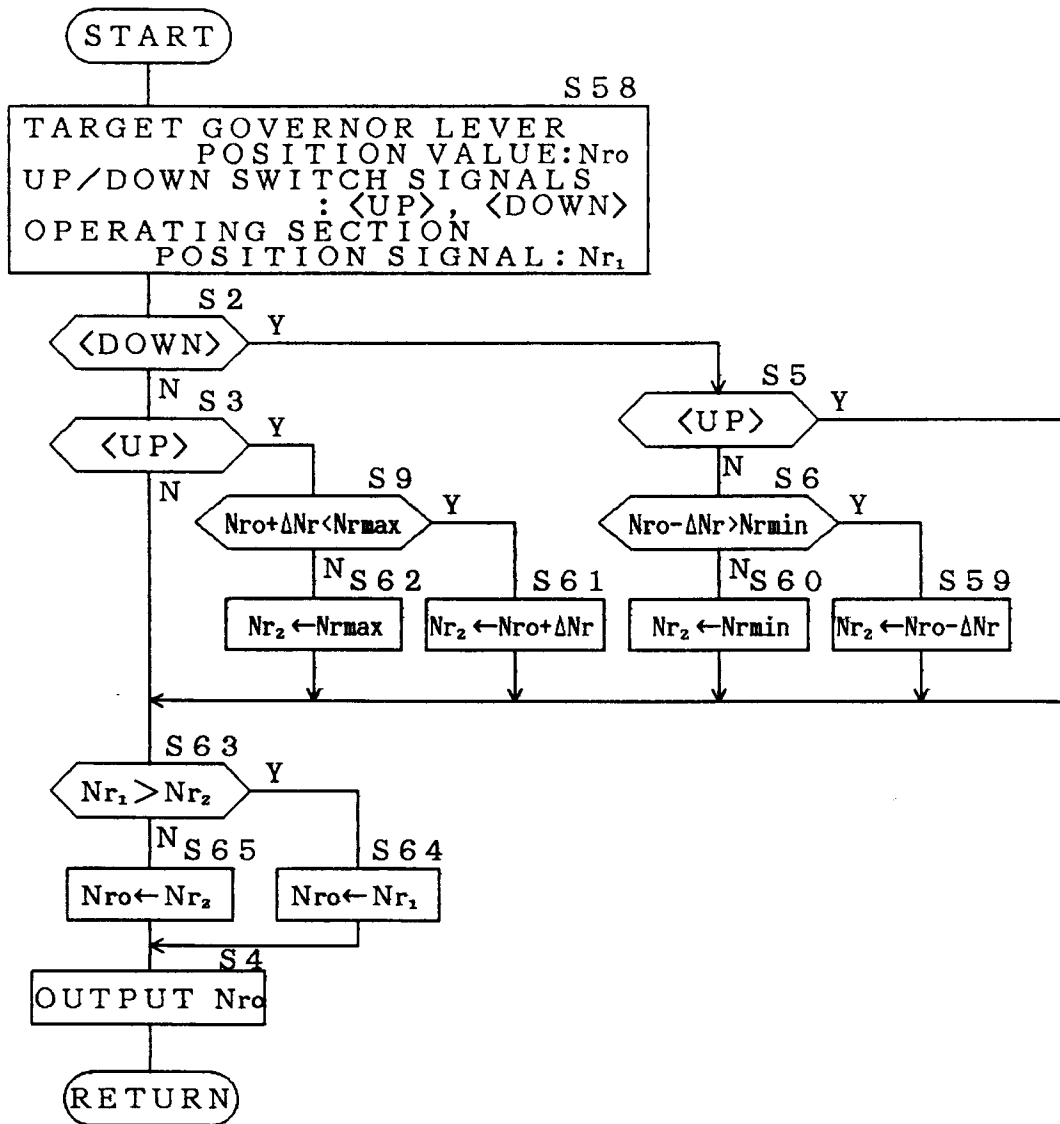 START
S58
TARGET GOVERNOR LEVER
POSITION VALUE:Nro
UP/DOWN SWITCH SIGNALS
:<UP>, <DOWN>
OPERATING SECTION
POSITION SIGNAL:Nr₁
S2
<DOWN>
Y
N
S3
<UP>
Y
N
S5
<UP>
Y
N
S9
Nro+ΔNr<Nrmax
Y
N
S6
Nro-ΔNr>Nrmin
Y
N
S62
Nr₂←Nrmax
S61
Nr₂←Nro+ΔNr
S60
Nr₂←Nrmin
S59
Nr₂←Nro-ΔNr
S63
Nr₁>Nr₂
Y
N
S65
Nro←Nr₂
S64
Nro←Nr₁
S4
OUTPUT Nro
RETURN